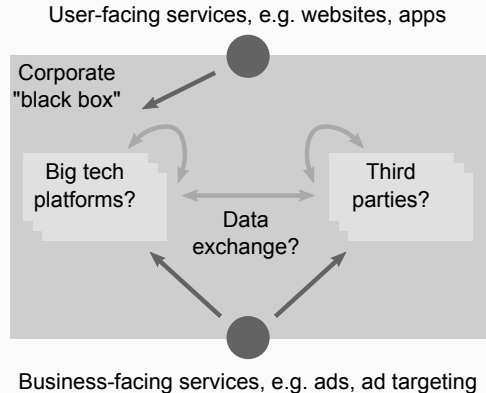 User-facing services, e.g. websites, apps
Corporate
"black box"
Big tech
platforms?
Third
parties?
Data
exchange?
Business-facing services, e.g. ads, ad targeting